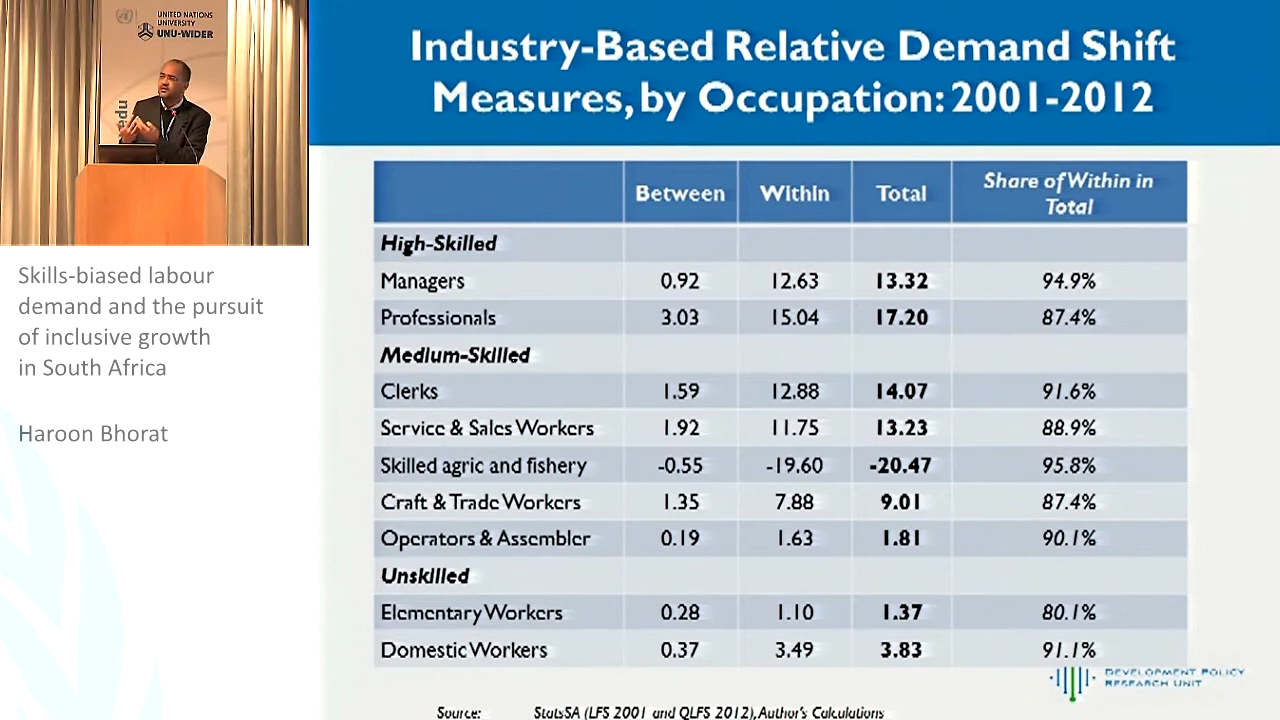 UNITED NATIONS
UNIVERSITY
UNU-WIDER
edu
Skills-biased labour
demand and the pursuit
of inclusive growth
in South Africa
Haroon Bhorat
Industry-Based Relative Demand Shift
Measures, by Occupation: 2001-2012
Between Within Total Share of Within in
Total
High-Skilled
Managers 0.92 12.63 13.32 94.9%
Professionals 3.03 15.04 17.20 87.4%
Medium-Skilled
Clerks 1.59 12.88 14.07 91.6%
Service & Sales Workers 1.92 11.75 13.23 88.9%
Skilled agric and fishery -0.55 -19.60 -20.47 95.8%
Craft & Trade Workers 1.35 7.88 9.01 87.4%
Operators & Assembler 0.19 1.63 1.81 90.1%
Unskilled
Elementary Workers 0.28 1.10 1.37 80.1%
Domestic Workers 0.37 3.49 3.83 91.1%
DEVELOPMENT POLICY
RESEARCH UNIT
Source: StatsSA (LFS 2001 and QLFS 2012), Author's Calculations